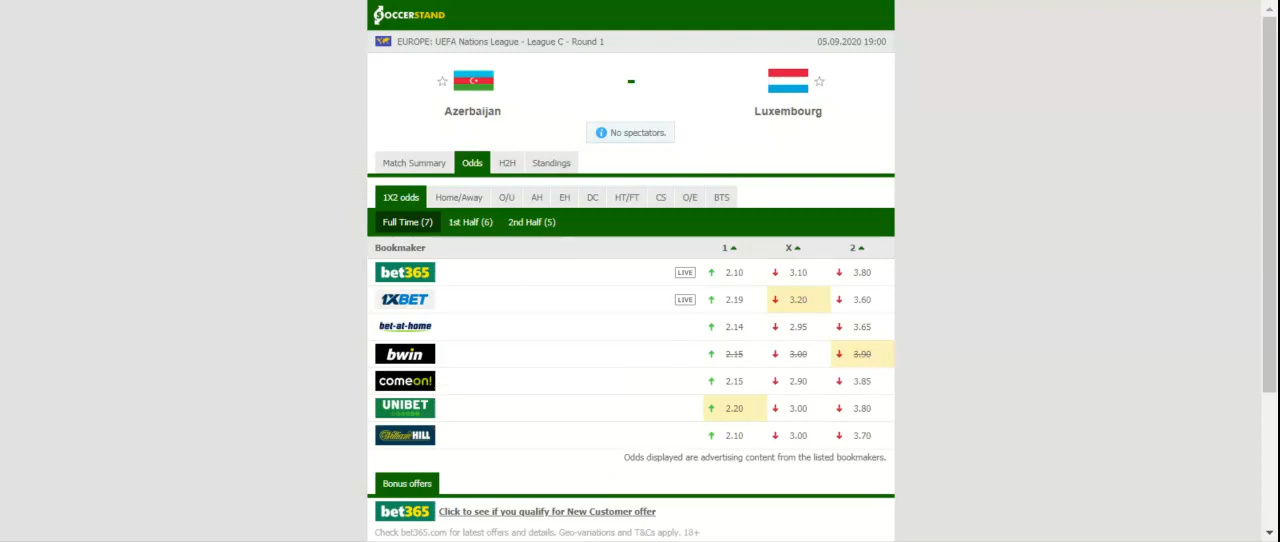 SOCCERSTAND
EUROPE: UEFA Nations League - League C - Round 1 05.09.2020 19:00
-
Azerbaijan Luxembourg
No spectators.
Match Summary Odds H2H Standings
1X2 odds Home/Away O/U AH EH DC HT/FT CS O/E BTS
Full Time (7) 1st Half (6) 2nd Half (5)
Bookmaker 1 X 2
bet365 LIVE 2.10 3.10 3.80
1XBET LIVE 2.19 3.20 3.60
bet-at-home 2.14 2.95 3.65
bwin 2.15 3.00 3.90
comeon! 2.15 2.90 3.85
UNIBET 2.20 3.00 3.80
William HILL 2.10 3.00 3.70
Odds displayed are advertising content from the listed bookmakers.
Bonus offers
bet365 Click to see if you qualify for New Customer offer
Check bet365.com for latest offers and details. Geo-variations and T&Cs apply. 18+